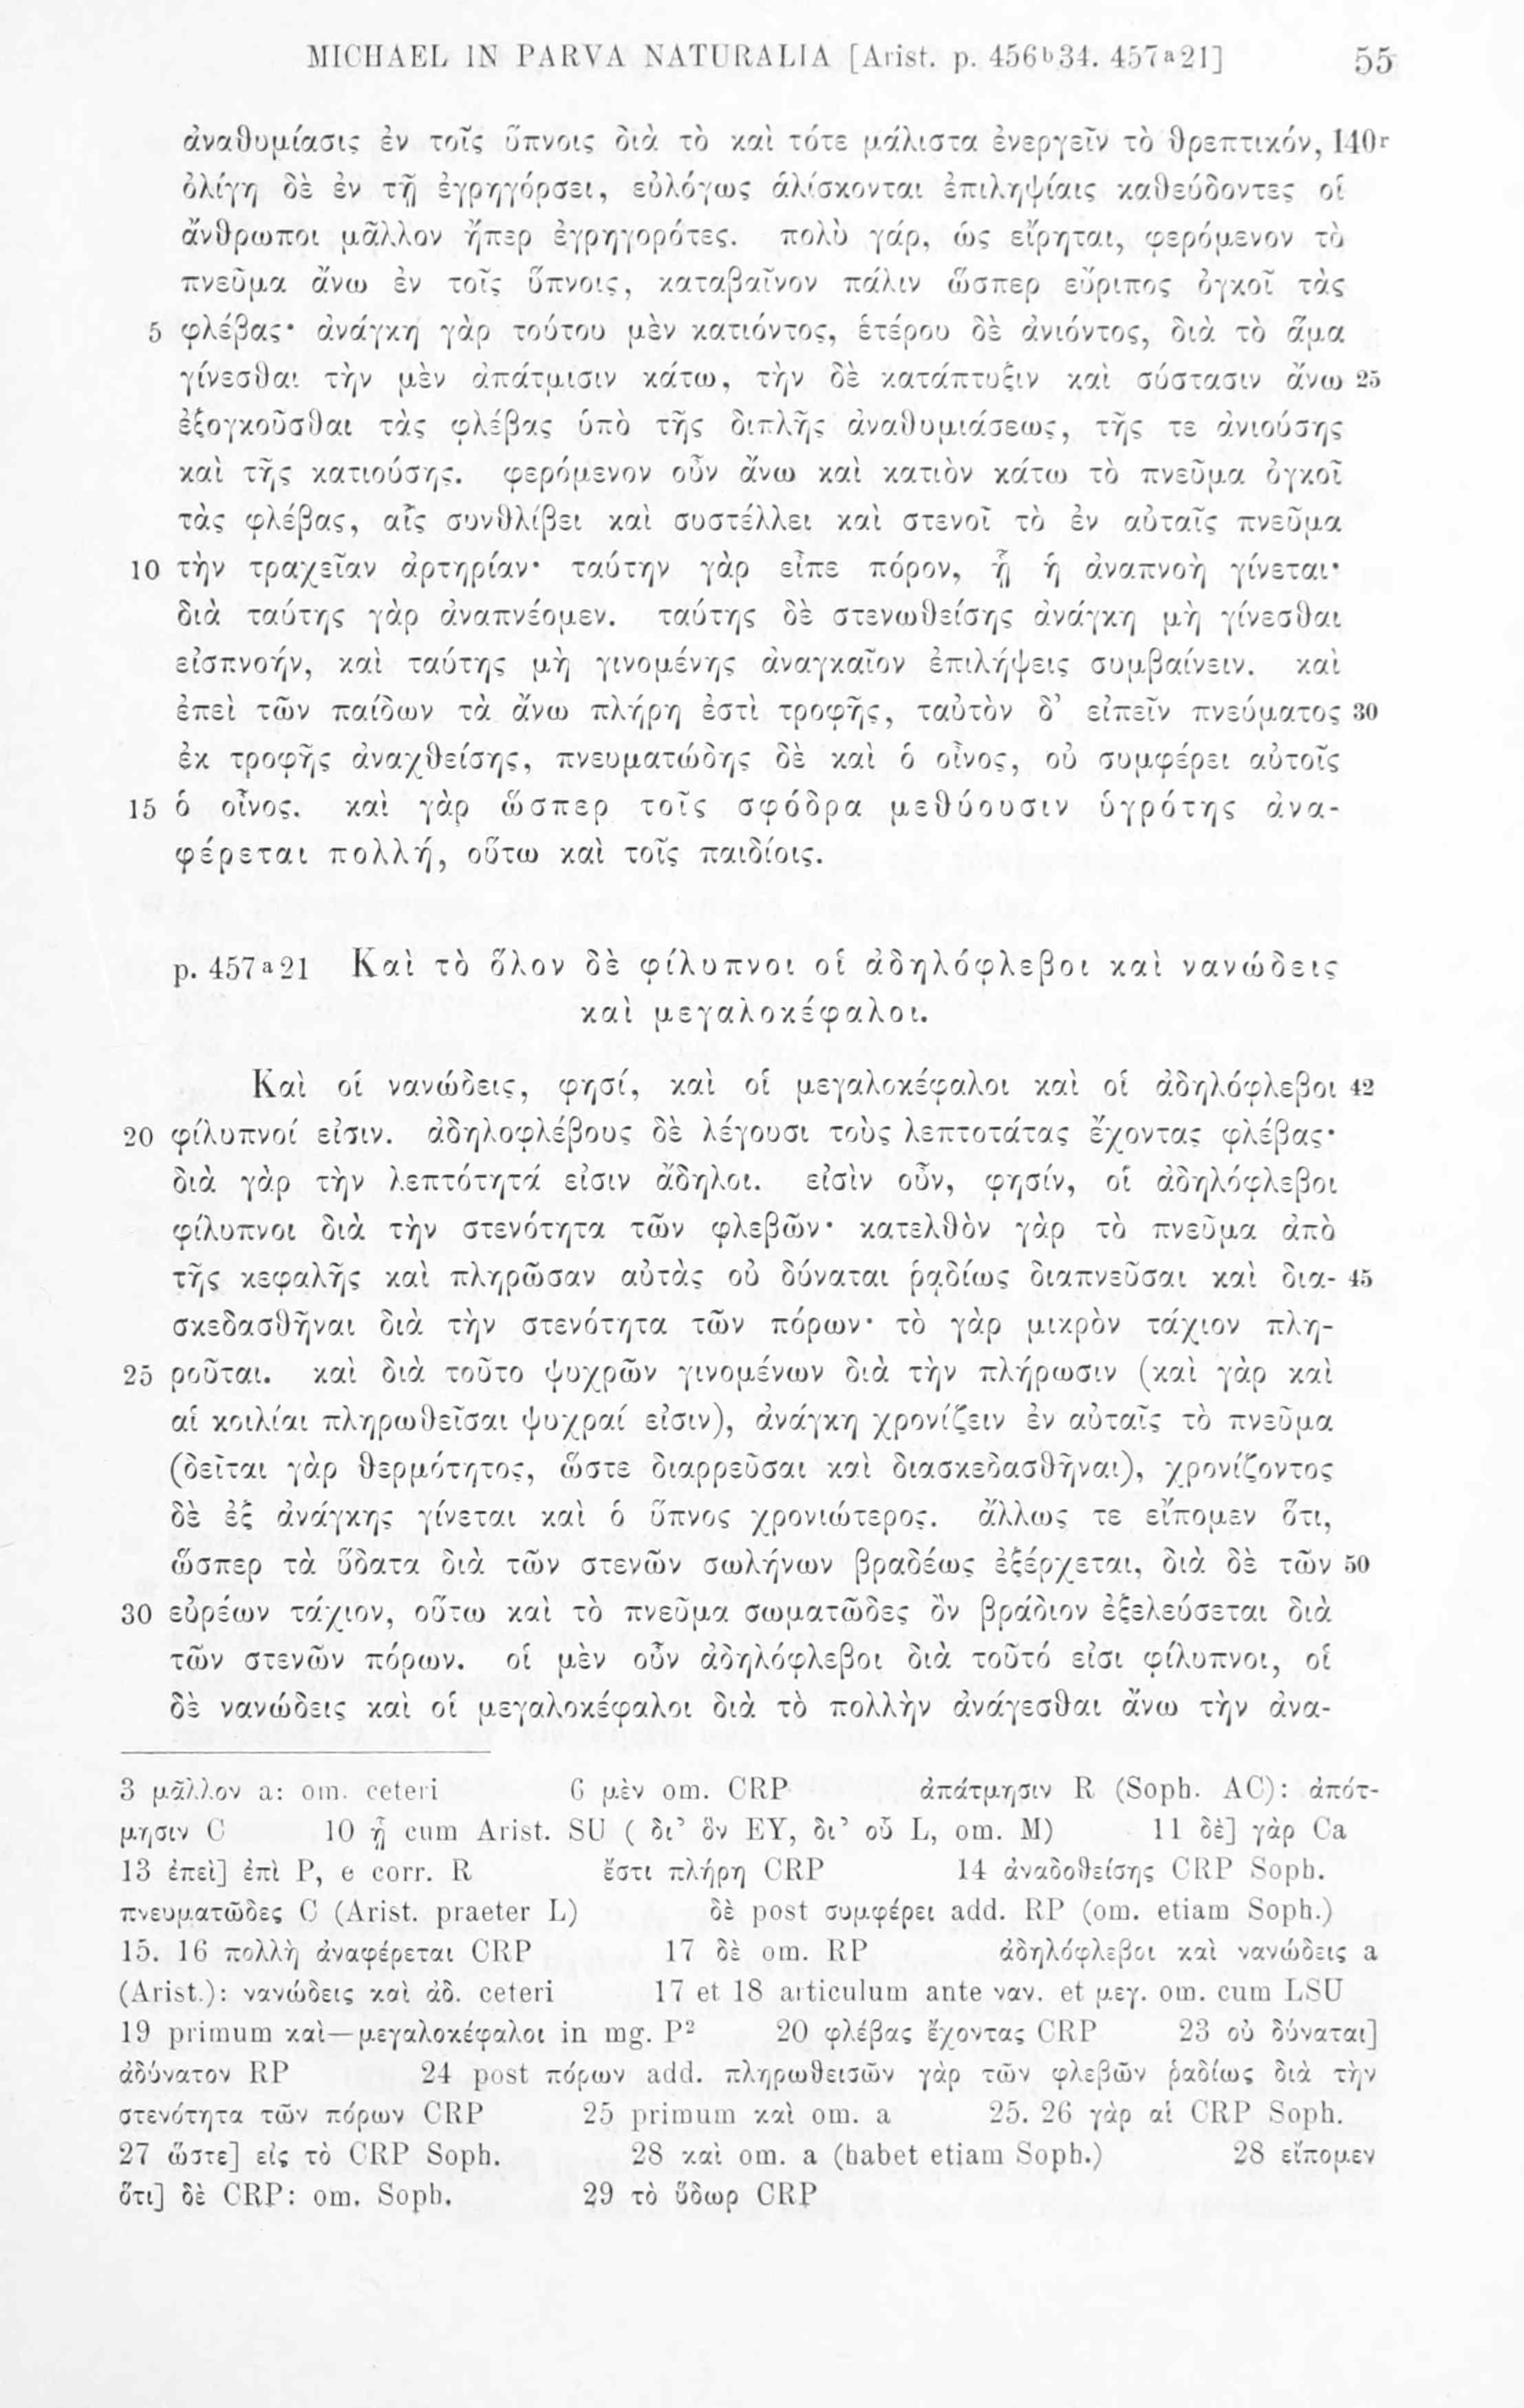 MICHAEL IN PARVA NATURALIA [Arist. p. 456ᵇ34. 457ᵃ21] 55
ἀναθυμίασις ἐν τοῖς ὕπνοις διὰ τὸ καὶ τότε μάλιστα ἐνεργεῖν τὸ θρεπτικόν, 140ʳ
ὀλίγη δὲ ἐν τῇ ἐγρηγόρσει, εὐλόγως ἁλίσκονται ἐπιληψίαις καθεύδοντες οἱ
ἄνθρωποι μᾶλλον ἤπερ ἐγρηγορότες. πολὺ γάρ, ὡς εἴρηται, φερόμενον τὸ
πνεῦμα ἄνω ἐν τοῖς ὕπνοις, καταβαῖνον πάλιν ὥσπερ εὔριπος ὀγκοῖ τὰς
5 φλέβας· ἀνάγκη γὰρ τούτου μὲν κατιόντος, ἑτέρου δὲ ἀνιόντος, διὰ τὸ ἅμα
γίνεσθαι τὴν μὲν ἀπάτμισιν κάτω, τὴν δὲ κατάπτυξιν καὶ σύστασιν ἄνω 25
ἐξογκοῦσθαι τὰς φλέβας ὑπὸ τῆς διπλῆς ἀναθυμιάσεως, τῆς τε ἀνιούσης
καὶ τῆς κατιούσης. φερόμενον οὖν ἄνω καὶ κατιὸν κάτω τὸ πνεῦμα ὀγκοῖ
τὰς φλέβας, αἷς συνθλίβει καὶ συστέλλει καὶ στενοῖ τὸ ἐν αὐταῖς πνεῦμα
10 τὴν τραχεῖαν ἀρτηρίαν· ταύτην γὰρ εἶπε πόρον, ᾗ ἡ ἀναπνοὴ γίνεται·
διὰ ταύτης γὰρ ἀναπνέομεν. ταύτης δὲ στενωθείσης ἀνάγκη μὴ γίνεσθαι
εἰσπνοήν, καὶ ταύτης μὴ γινομένης ἀναγκαῖον ἐπιλήψεις συμβαίνειν. καὶ
ἐπεὶ τῶν παίδων τὰ ἄνω πλήρη ἐστὶ τροφῆς, ταὐτὸν δ’ εἰπεῖν πνεύματος 30
ἐκ τροφῆς ἀναχθείσης, πνευματώδης δὲ καὶ ὁ οἶνος, οὐ συμφέρει αὐτοῖς
15 ὁ οἶνος. καὶ γὰρ ὥσπερ τοῖς σφόδρα μεθύουσιν ὑγρότης ἀνα-
φέρεται πολλή, οὕτω καὶ τοῖς παιδίοις.
p. 457ᵃ21 Καὶ τὸ ὅλον δὲ φίλυπνοι οἱ ἀδηλόφλεβοι καὶ νανώδεις
καὶ μεγαλοκέφαλοι.
Καὶ οἱ νανώδεις, φησί, καὶ οἱ μεγαλοκέφαλοι καὶ οἱ ἀδηλόφλεβοι 42
20 φίλυπνοί εἰσιν. ἀδηλοφλέβους δὲ λέγουσι τοὺς λεπτοτάτας ἔχοντας φλέβας·
διὰ γὰρ τὴν λεπτότητά εἰσιν ἄδηλοι. εἰσὶν οὖν, φησίν, οἱ ἀδηλόφλεβοι
φίλυπνοι διὰ τὴν στενότητα τῶν φλεβῶν· κατελθὸν γὰρ τὸ πνεῦμα ἀπὸ
τῆς κεφαλῆς καὶ πληρῶσαν αὐτὰς οὐ δύναται ῥᾳδίως διαπνεῦσαι καὶ δια- 45
σκεδασθῆναι διὰ τὴν στενότητα τῶν πόρων· τὸ γὰρ μικρὸν τάχιον πλη-
25 ροῦται. καὶ διὰ τοῦτο ψυχρῶν γινομένων διὰ τὴν πλήρωσιν (καὶ γὰρ καὶ
αἱ κοιλίαι πληρωθεῖσαι ψυχραί εἰσιν), ἀνάγκη χρονίζειν ἐν αὐταῖς τὸ πνεῦμα
(δεῖται γὰρ θερμότητος, ὥστε διαρρεῦσαι καὶ διασκεδασθῆναι), χρονίζοντος
δὲ ἐξ ἀνάγκης γίνεται καὶ ὁ ὕπνος χρονιώτερος. ἄλλως τε εἴπομεν ὅτι,
ὥσπερ τὰ ὕδατα διὰ τῶν στενῶν σωλήνων βραδέως ἐξέρχεται, διὰ δὲ τῶν 50
30 εὐρέων τάχιον, οὕτω καὶ τὸ πνεῦμα σωματῶδες ὂν βράδιον ἐξελεύσεται διὰ
τῶν στενῶν πόρων. οἱ μὲν οὖν ἀδηλόφλεβοι διὰ τοῦτό εἰσι φίλυπνοι, οἱ
δὲ νανώδεις καὶ οἱ μεγαλοκέφαλοι διὰ τὸ πολλὴν ἀνάγεσθαι ἄνω τὴν ἀνα-
3 μᾶλλον a: om. ceteri 6 μὲν om. CRP ἀπάτμησιν R (Soph. AC): ἀπότ-
μησιν C 10 ᾗ cum Arist. SU ( δι’ ὃν EY, δι’ οὗ L, om. M) 11 δὲ] γὰρ Ca
13 ἐπεὶ] ἐπὶ P, e corr. R ἔστι πλήρη CRP 14 ἀναδοθείσης CRP Soph.
πνευματῶδες C (Arist. praeter L) δὲ post συμφέρει add. RP (om. etiam Soph.)
15. 16 πολλὴ ἀναφέρεται CRP 17 δὲ om. RP ἀδηλόφλεβοι καὶ νανώδεις a
(Arist.): νανώδεις καὶ ἀδ. ceteri 17 et 18 articulum ante ναν. et μεγ. om. cum LSU
19 primum καὶ—μεγαλοκέφαλοι in mg. P² 20 φλέβας ἔχοντας CRP 23 οὐ δύναται]
ἀδύνατον RP 24 post πόρων add. πληρωθεισῶν γὰρ τῶν φλεβῶν ῥᾳδίως διὰ τὴν
στενότητα τῶν πόρων CRP 25 primum καὶ om. a 25. 26 γὰρ αἱ CRP Soph.
27 ὥστε] εἰς τὸ CRP Soph. 28 καὶ om. a (habet etiam Soph.) 28 εἴπομεν
ὅτι] δὲ CRP: om. Soph. 29 τὸ ὕδωρ CRP